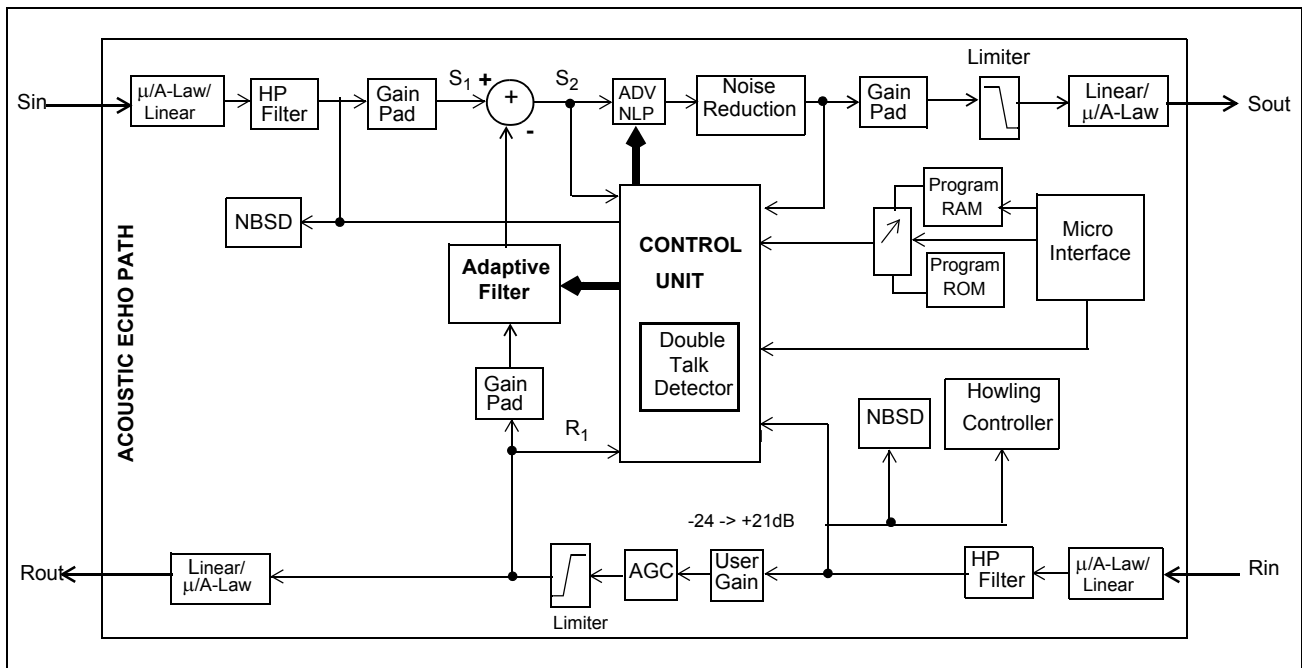 Limiter
Sin
μ/A-Law/
Linear
HP
Filter
Gain
Pad
S1
+
+
-
S2
ADV
NLP
Noise
Reduction
Gain
Pad
Linear/
μ/A-Law
Sout
NBSD
Adaptive
Filter
CONTROL
UNIT
Double
Talk
Detector
Program
RAM
Program
ROM
Micro
Interface
ACOUSTIC ECHO PATH
Gain
Pad
R1
NBSD
Howling
Controller
-24 -> +21dB
Rout
Linear/
μ/A-Law
Limiter
AGC
User
Gain
HP
Filter
μ/A-Law/
Linear
Rin